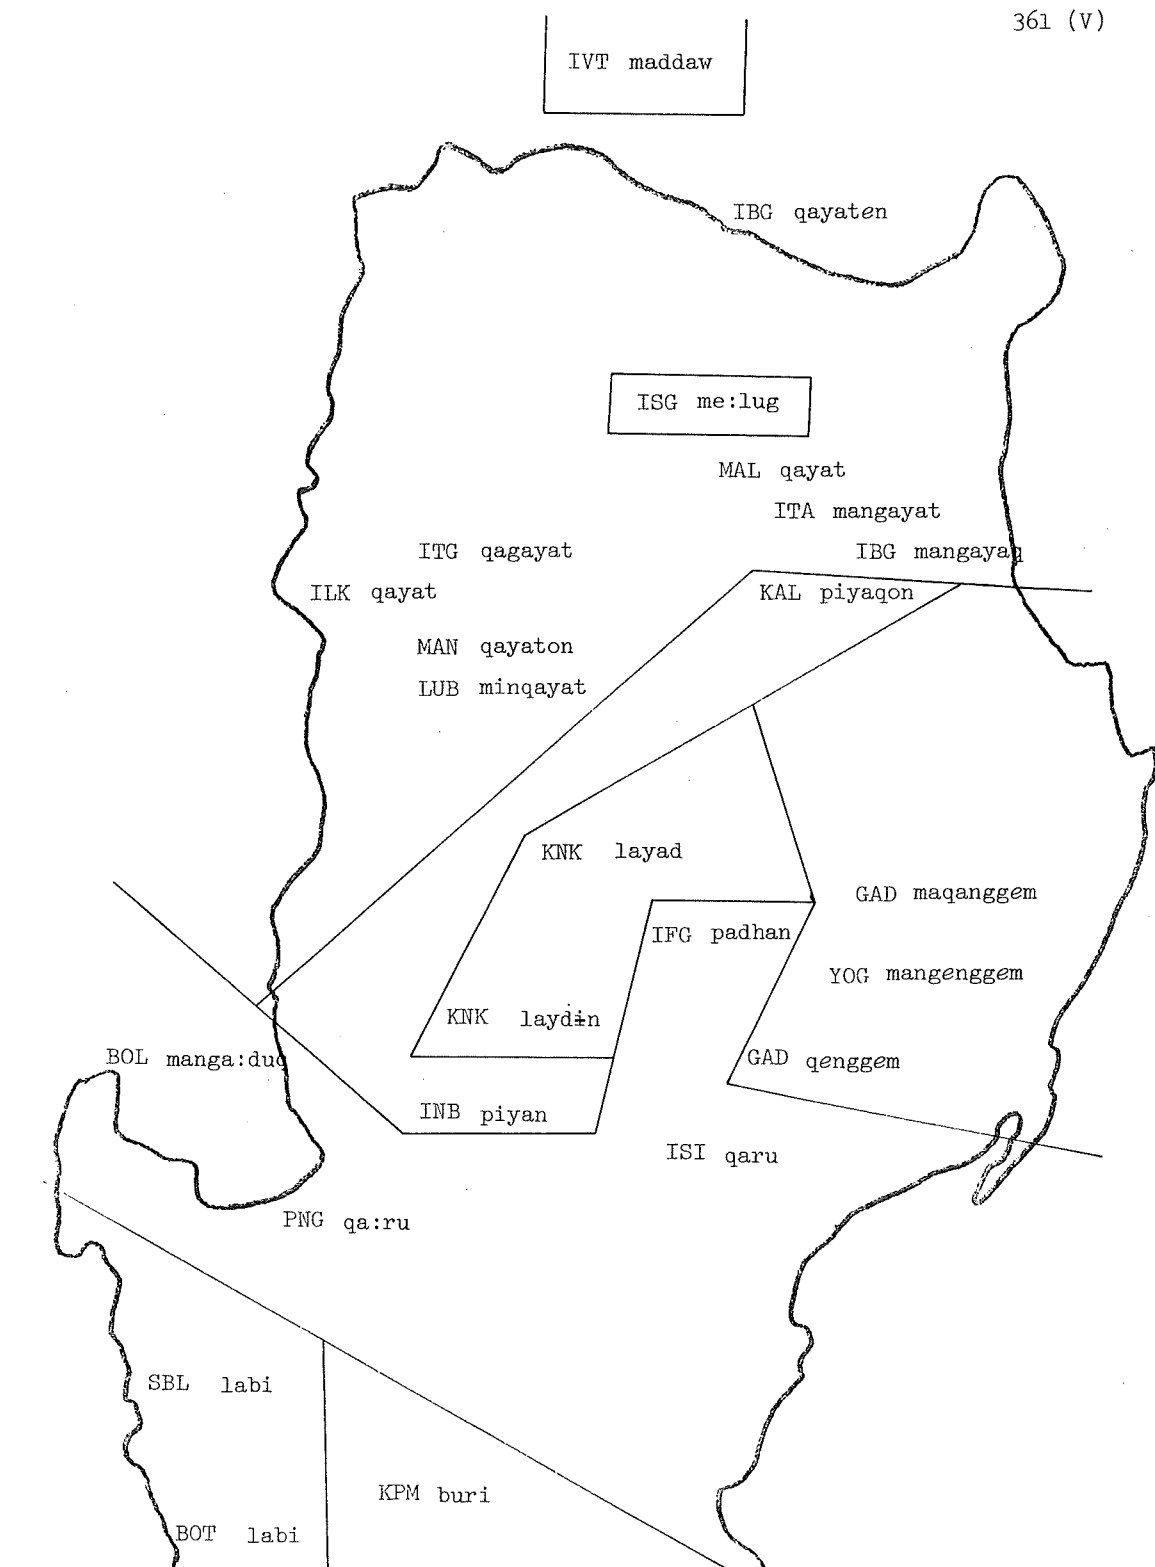 361 (V)
IVT maddaw
IBG qayaten
ISG me:lug
MAL qayat
ITA mangayat
ITG qagayat
IBG mangayaq
ILK qayat
KAL piyaqon
MAN qayaton
LUB minqayat
KNK layad
GAD maqanggem
IFG padhan
YOG mangenggem
KNK laydɨn
BOL manga:duq
GAD qenggem
INB piyan
ISI qaru
PNG qa:ru
SBL labi
KPM buri
BOT labi